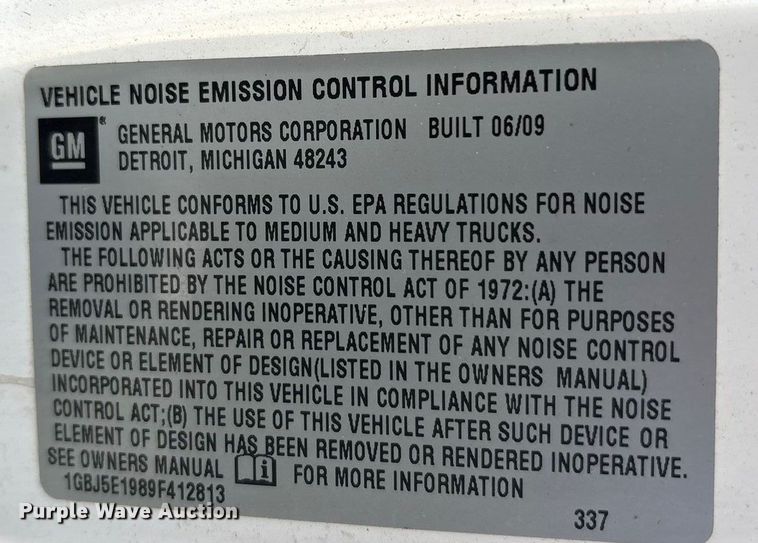 VEHICLE NOISE EMISSION CONTROL INFORMATION
GM® GENERAL MOTORS CORPORATION BUILT 06/09
DETROIT, MICHIGAN 48243
THIS VEHICLE CONFORMS TO U.S. EPA REGULATIONS FOR NOISE
EMISSION APPLICABLE TO MEDIUM AND HEAVY TRUCKS.
THE FOLLOWING ACTS OR THE CAUSING THEREOF BY ANY PERSON
ARE PROHIBITED BY THE NOISE CONTROL ACT OF 1972:(A) THE
REMOVAL OR RENDERING INOPERATIVE, OTHER THAN FOR PURPOSES
OF MAINTENANCE, REPAIR OR REPLACEMENT OF ANY NOISE CONTROL
DEVICE OR ELEMENT OF DESIGN(LISTED IN THE OWNERS MANUAL)
INCORPORATED INTO THIS VEHICLE IN COMPLIANCE WITH THE NOISE
CONTROL ACT;(B) THE USE OF THIS VEHICLE AFTER SUCH DEVICE OR
ELEMENT OF DESIGN HAS BEEN REMOVED OR RENDERED INOPERATIVE.
SEE OWNERS MANUAL i FOR MORE INFORMATION
1GBJ5E1989F412813
337
Purple Wave Auction